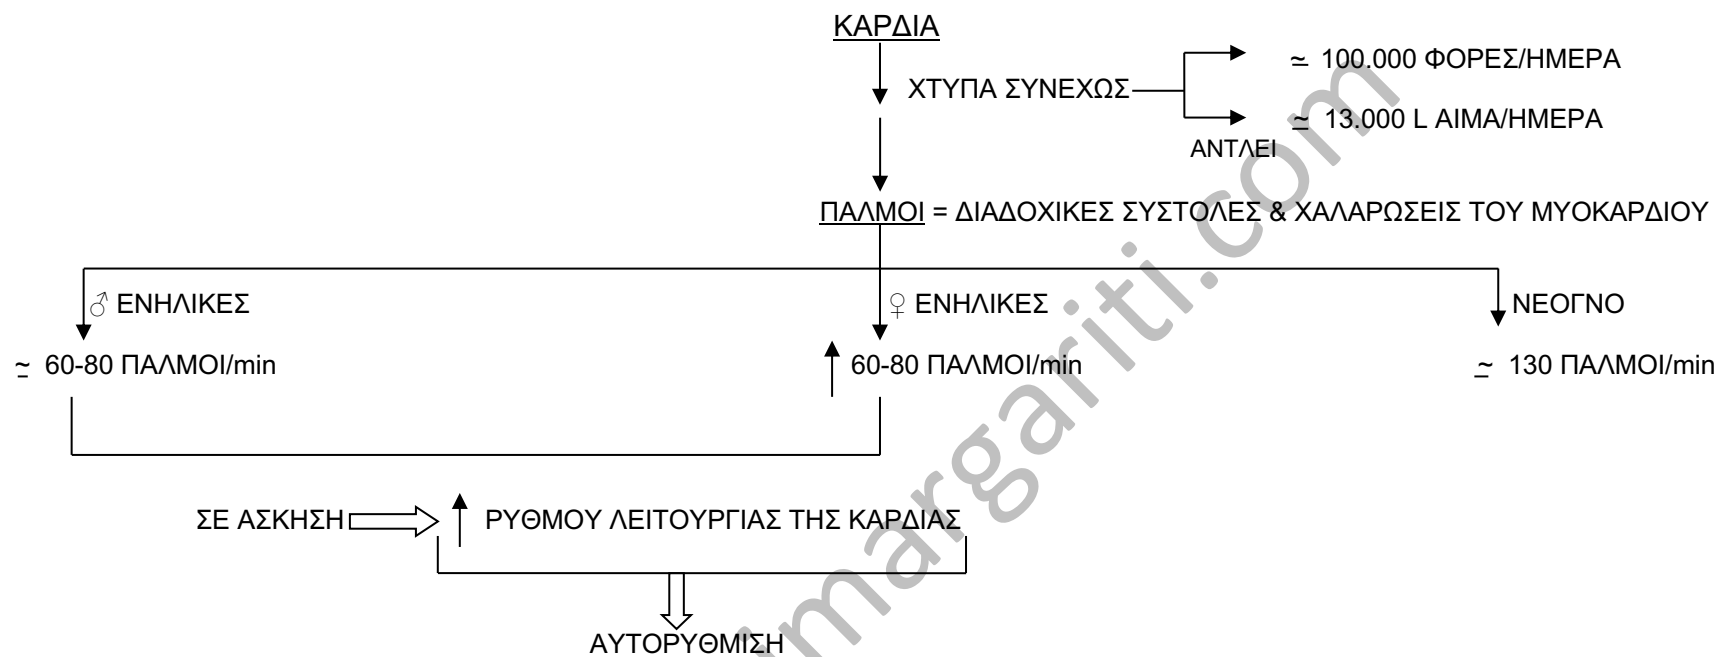 ΚΑΡΔΙΑ
≃ 100.000 ΦΟΡΕΣ/ΗΜΕΡΑ
ΧΤΥΠΑ ΣΥΝΕΧΩΣ
≃ 13.000 L ΑΙΜΑ/ΗΜΕΡΑ
ΑΝΤΛΕΙ
ΠΑΛΜΟΙ = ΔΙΑΔΟΧΙΚΕΣ ΣΥΣΤΟΛΕΣ & ΧΑΛΑΡΩΣΕΙΣ ΤΟΥ ΜΥΟΚΑΡΔΙΟΥ
♂ ΕΝΗΛΙΚΕΣ ♀ ΕΝΗΛΙΚΕΣ ΝΕΟΓΝΟ
≃ 60-80 ΠΑΛΜΟΙ/min ↑ 60-80 ΠΑΛΜΟΙ/min ≃ 130 ΠΑΛΜΟΙ/min
ΣΕ ΑΣΚΗΣΗ ⇒ ↑ ΡΥΘΜΟΥ ΛΕΙΤΟΥΡΓΙΑΣ ΤΗΣ ΚΑΡΔΙΑΣ
ΑΥΤΟΡΥΘΜΙΣΗ
imargariti.com